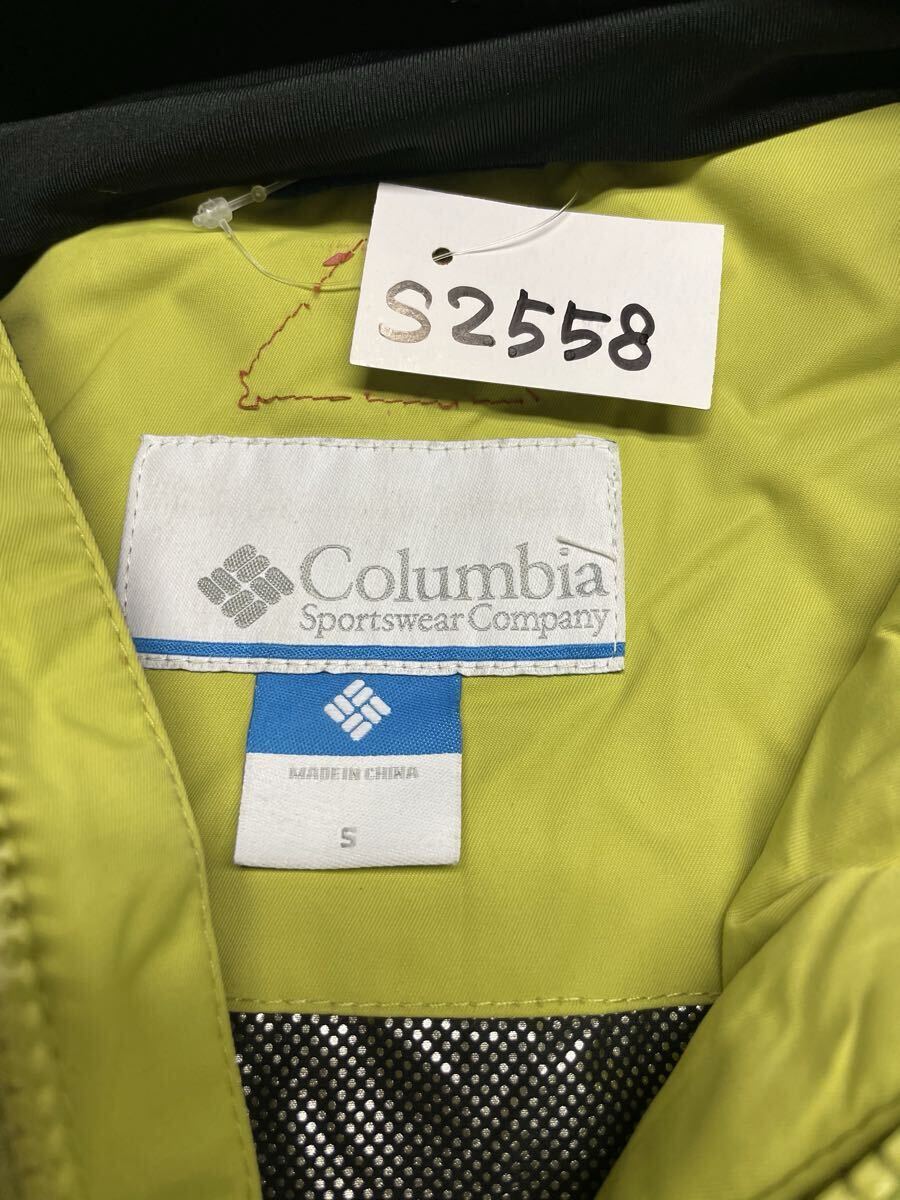 S2558
Columbia
Sportswear Company
MADE IN CHINA
S